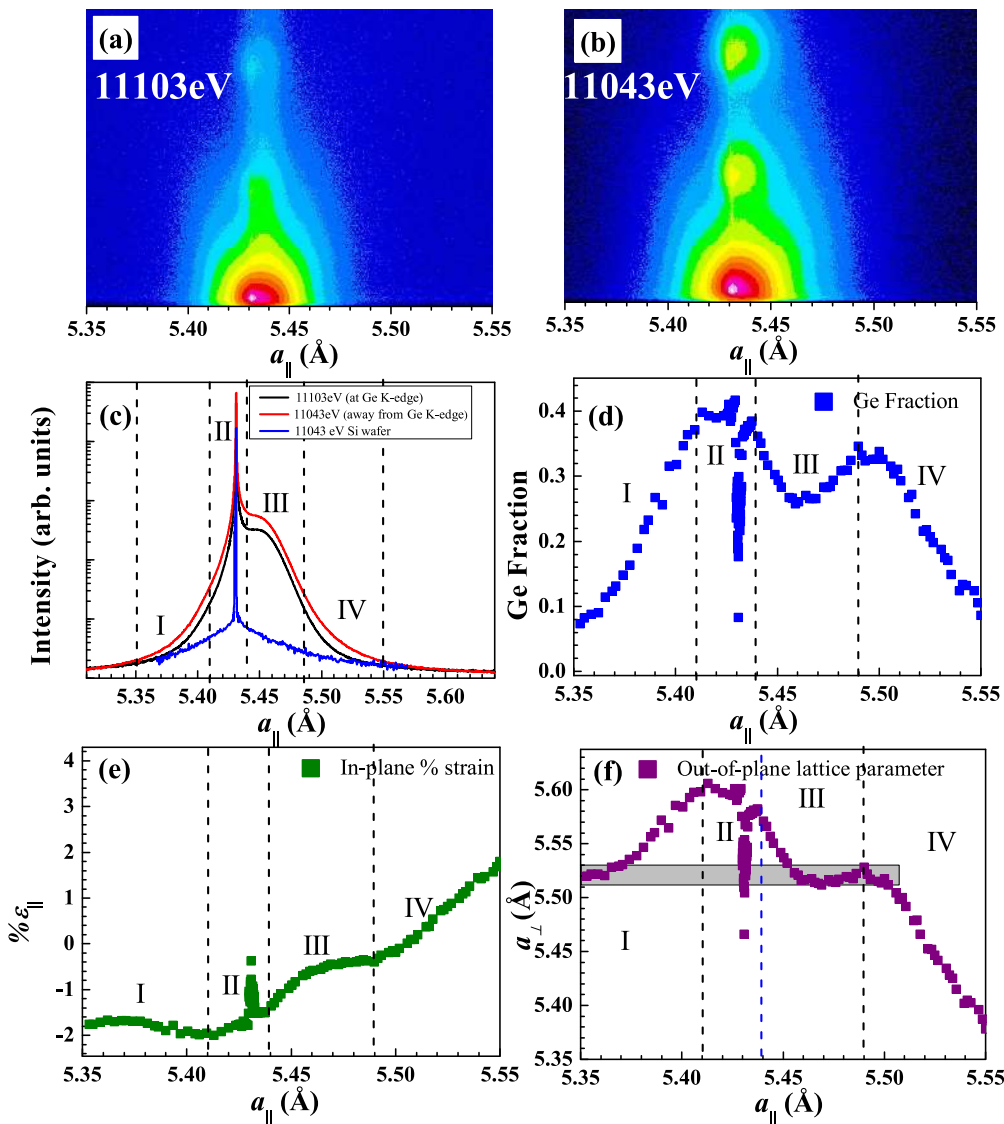 (a)
11103eV
5.35 5.40 5.45 5.50 5.55
a∥ (Å)
(b)
11043eV
5.35 5.40 5.45 5.50 5.55
a∥ (Å)
(c)
11103eV (at Ge K-edge)
11043eV (away from Ge K-edge)
11043 eV Si wafer
I
II
III
IV
Intensity (arb. units)
5.35 5.40 5.45 5.50 5.55 5.60
a∥ (Å)
(d)
Ge Fraction
I
II
III
IV
Ge Fraction
0.4
0.3
0.2
0.1
0.0
5.35 5.40 5.45 5.50 5.55
a∥ (Å)
(e)
In-plane % strain
I
II
III
IV
%ε∥
4
2
0
-1
-2
5.35 5.40 5.45 5.50 5.55
a∥ (Å)
(f)
Out-of-plane lattice parameter
I
II
III
IV
a⊥ (Å)
5.60
5.50
5.45
5.40
5.35
5.35 5.40 5.45 5.50 5.55
a∥ (Å)